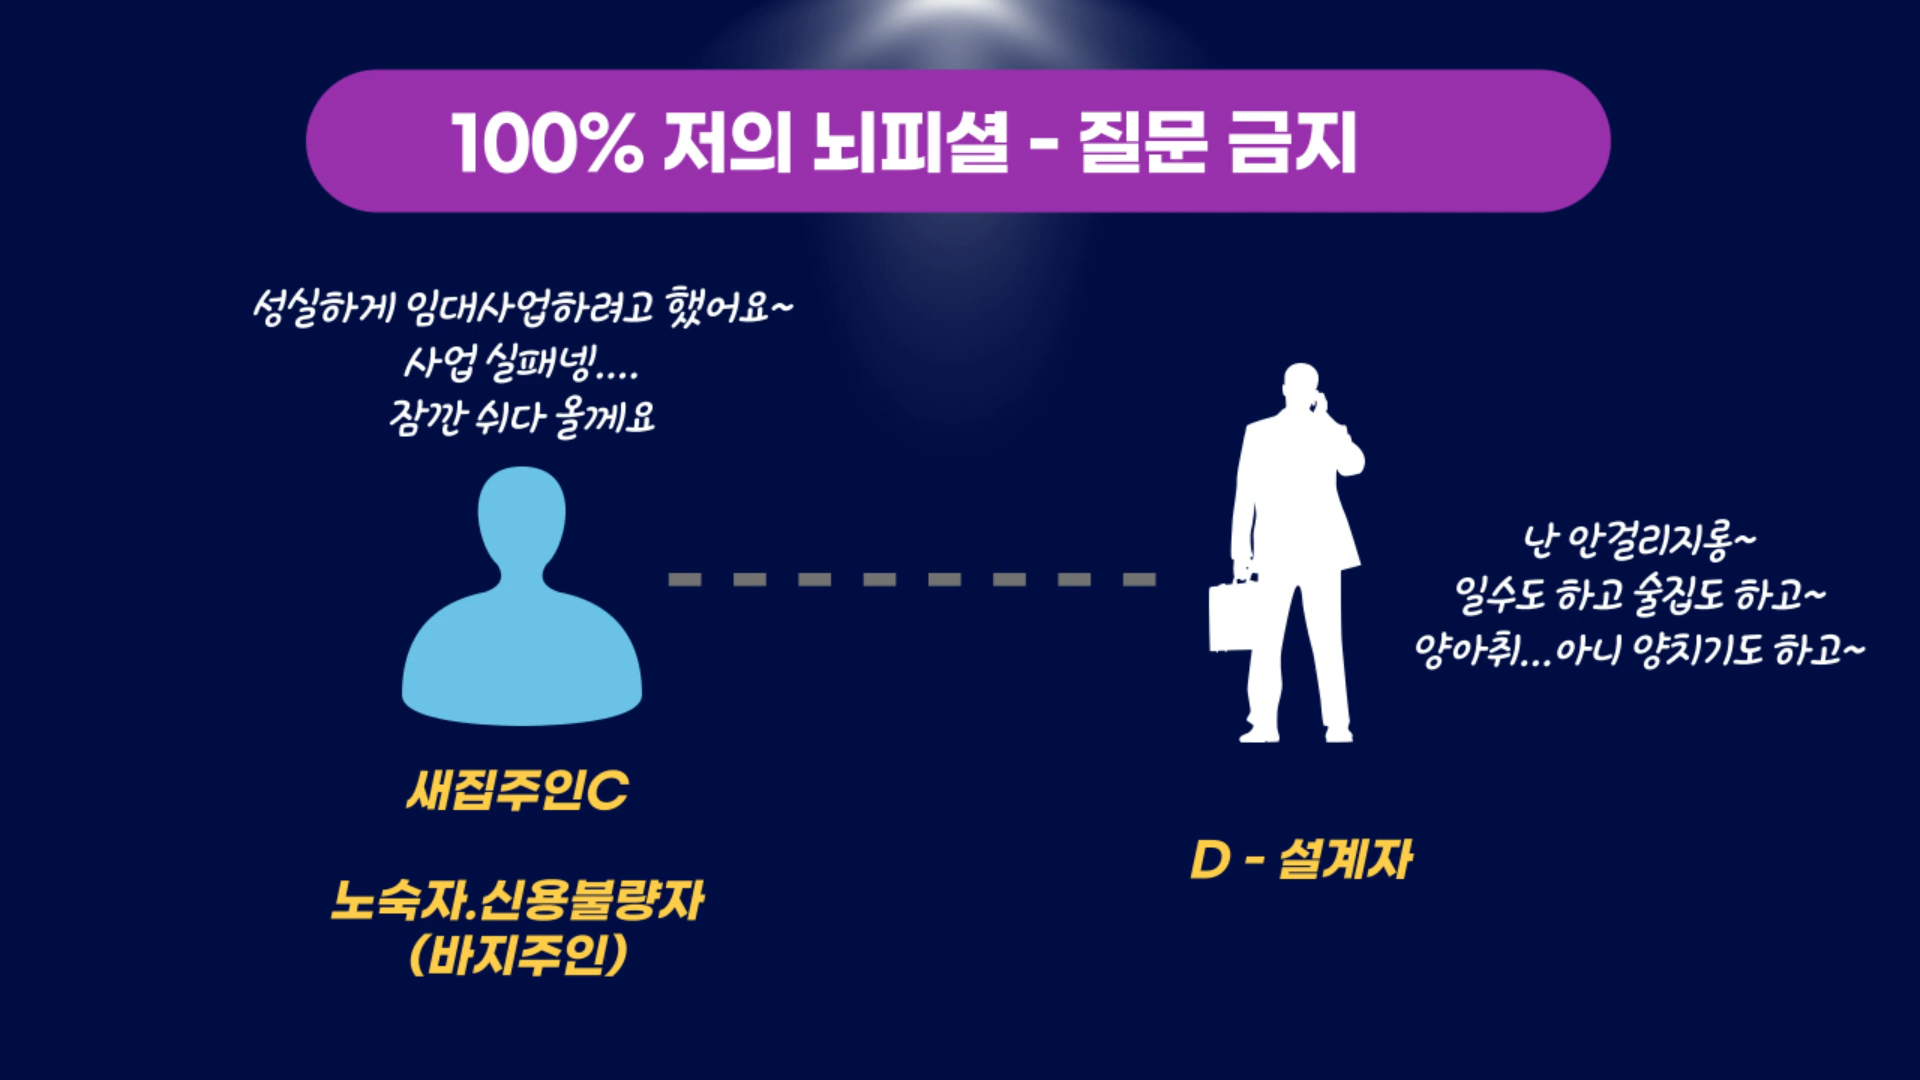 100% 저의 뇌피셜 - 질문 금지
성실하게 임대사업하려고 했어요~
사업 실패넹....
잠깐 쉬다 올께요
새집주인C
노숙자.신용불량자
(바지주인)
난 안걸리지롱~
일수도 하고 술집도 하고~
양아취...아니 양치기도 하고~
D - 설계자